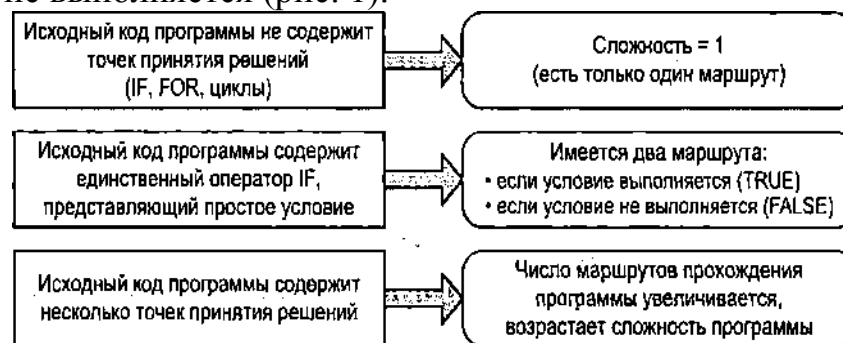 не выполняется (рис. 1).
Исходный код программы не содержит
точек принятия решений
(IF, FOR, циклы)
Сложность = 1
(есть только один маршрут)
Исходный код программы содержит
единственный оператор IF,
представляющий простое условие
Имеется два маршрута:
• если условие выполняется (TRUE)
• если условие не выполняется (FALSE)
Исходный код программы содержит
несколько точек принятия решений
Число маршрутов прохождения
программы увеличивается,
возрастает сложность программы